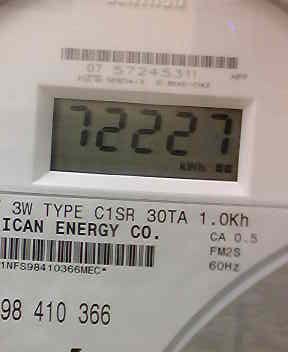 07 57245311
72227
kWh
3W TYPE C1SR 30TA 1.0Kh
ICAN ENERGY CO.
CA 0.5
FM2S
60Hz
1NFS98410366MEC*
98 410 366